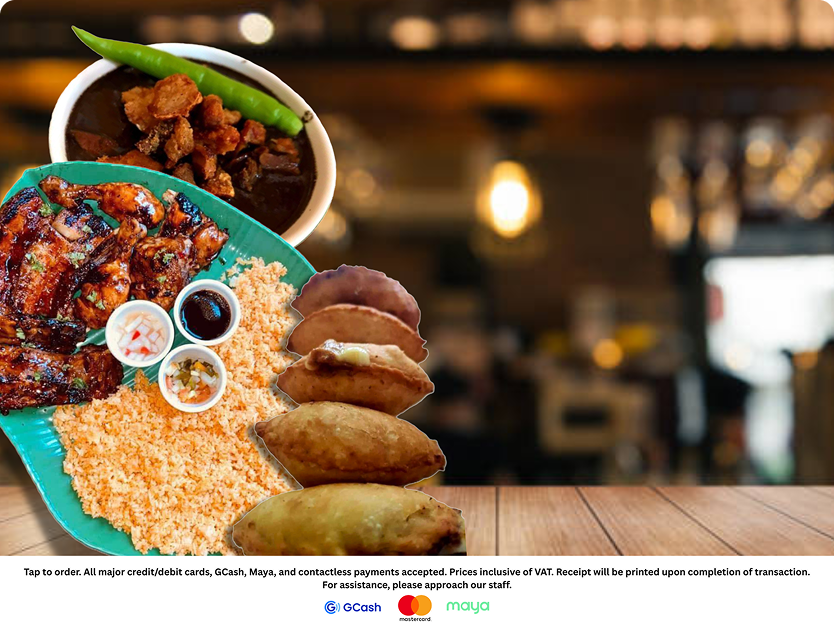 Tap to order. All major credit/debit cards, GCash, Maya, and contactless payments accepted. Prices inclusive of VAT. Receipt will be printed upon completion of transaction.
For assistance, please approach our staff.
GCash mastercard maya